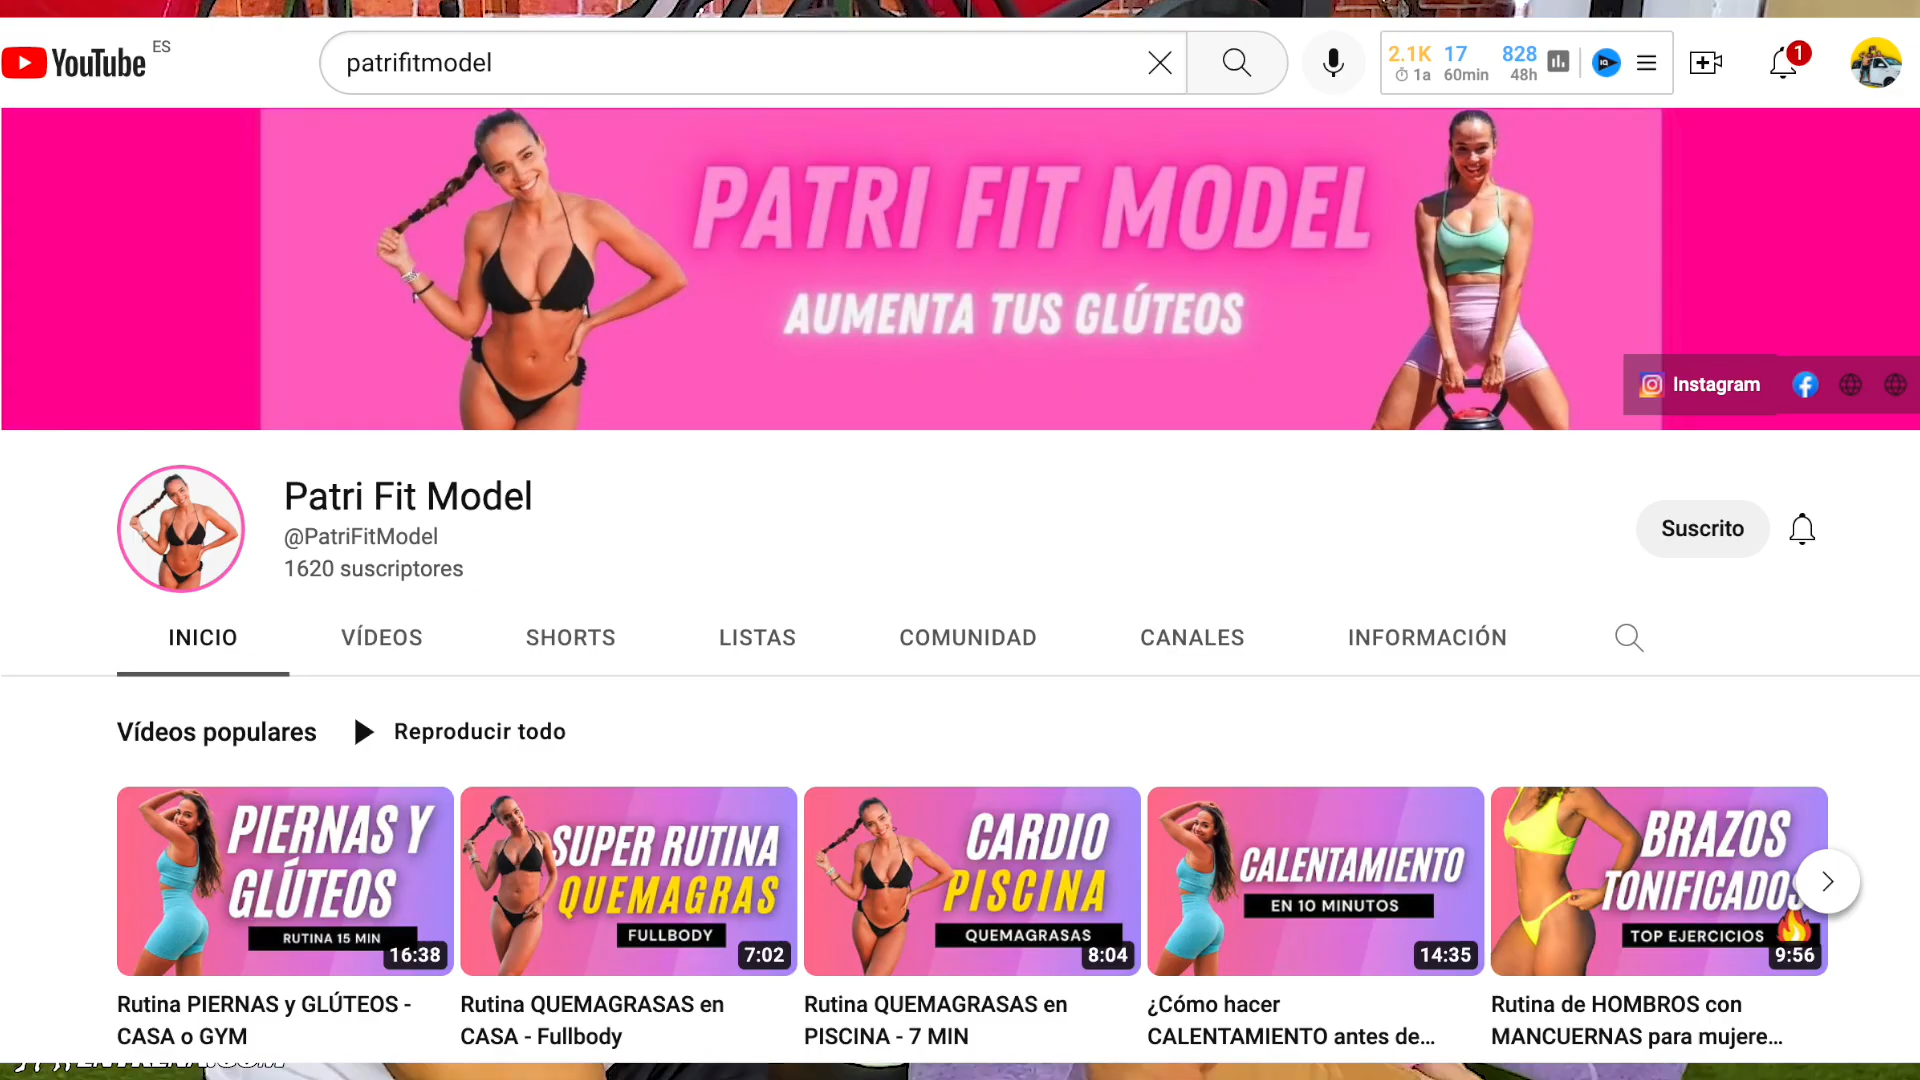 YouTube ES
patrifitmodel
2.1K 17 828
1a 60min 48h
1
PATRI FIT MODEL
AUMENTA TUS GLÚTEOS
Instagram
Patri Fit Model
@PatriFitModel
1620 suscriptores
Suscrito
INICIO VÍDEOS SHORTS LISTAS COMUNIDAD CANALES INFORMACIÓN
Vídeos populares Reproducir todo
PIERNAS Y
GLÚTEOS
RUTINA 15 MIN
16:38
SUPER RUTINA
QUEMAGRAS
FULLBODY
7:02
CARDIO
PISCINA
QUEMAGRASAS
8:04
CALENTAMIENTO
EN 10 MINUTOS
14:35
BRAZOS
TONIFICADOS
TOP EJERCICIOS
9:56
Rutina PIERNAS y GLÚTEOS -
CASA o GYM
Rutina QUEMAGRASAS en
CASA - Fullbody
Rutina QUEMAGRASAS en
PISCINA - 7 MIN
¿Cómo hacer
CALENTAMIENTO antes de...
Rutina de HOMBROS con
MANCUERNAS para mujere...